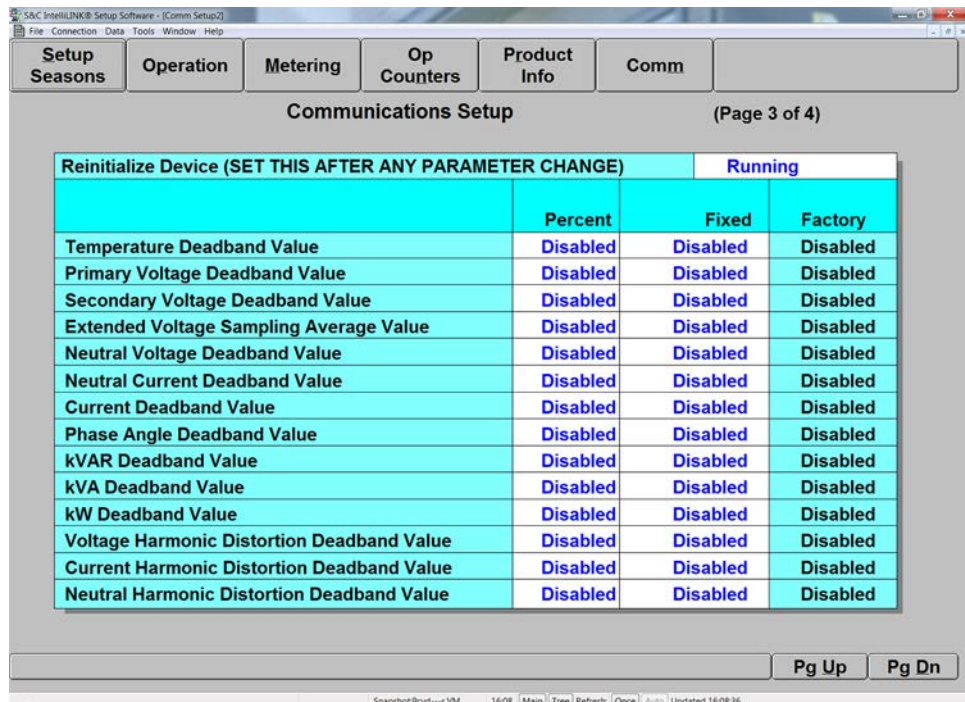 S&C IntelliLINK® Setup Software - [Comm Setup2]
File Connection Data Tools Window Help
Setup Seasons Operation Metering Op Counters Product Info Comm
Communications Setup (Page 3 of 4)
Reinitialize Device (SET THIS AFTER ANY PARAMETER CHANGE) Running
Percent Fixed Factory
Temperature Deadband Value Disabled Disabled Disabled
Primary Voltage Deadband Value Disabled Disabled Disabled
Secondary Voltage Deadband Value Disabled Disabled Disabled
Extended Voltage Sampling Average Value Disabled Disabled Disabled
Neutral Voltage Deadband Value Disabled Disabled Disabled
Neutral Current Deadband Value Disabled Disabled Disabled
Current Deadband Value Disabled Disabled Disabled
Phase Angle Deadband Value Disabled Disabled Disabled
kVAR Deadband Value Disabled Disabled Disabled
kVA Deadband Value Disabled Disabled Disabled
kW Deadband Value Disabled Disabled Disabled
Voltage Harmonic Distortion Deadband Value Disabled Disabled Disabled
Current Harmonic Distortion Deadband Value Disabled Disabled Disabled
Neutral Harmonic Distortion Deadband Value Disabled Disabled Disabled
Pg Up Pg Dn
16:08 Main Tree Refresh: Once Auto Updated 16:08:36